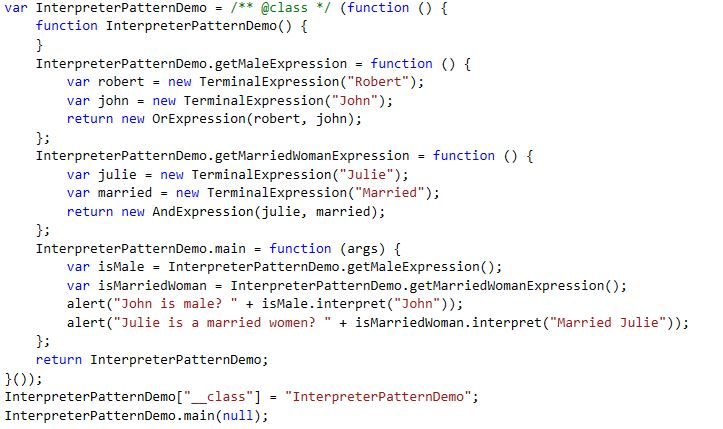 var InterpreterPatternDemo = /** @class */ (function () {
    function InterpreterPatternDemo() {
    }
    InterpreterPatternDemo.getMaleExpression = function () {
        var robert = new TerminalExpression("Robert");
        var john = new TerminalExpression("John");
        return new OrExpression(robert, john);
    };
    InterpreterPatternDemo.getMarriedWomanExpression = function () {
        var julie = new TerminalExpression("Julie");
        var married = new TerminalExpression("Married");
        return new AndExpression(julie, married);
    };
    InterpreterPatternDemo.main = function (args) {
        var isMale = InterpreterPatternDemo.getMaleExpression();
        var isMarriedWoman = InterpreterPatternDemo.getMarriedWomanExpression();
        alert("John is male? " + isMale.interpret("John"));
        alert("Julie is a married women? " + isMarriedWoman.interpret("Married Julie"));
    };
    return InterpreterPatternDemo;
}());
InterpreterPatternDemo["__class"] = "InterpreterPatternDemo";
InterpreterPatternDemo.main(null);